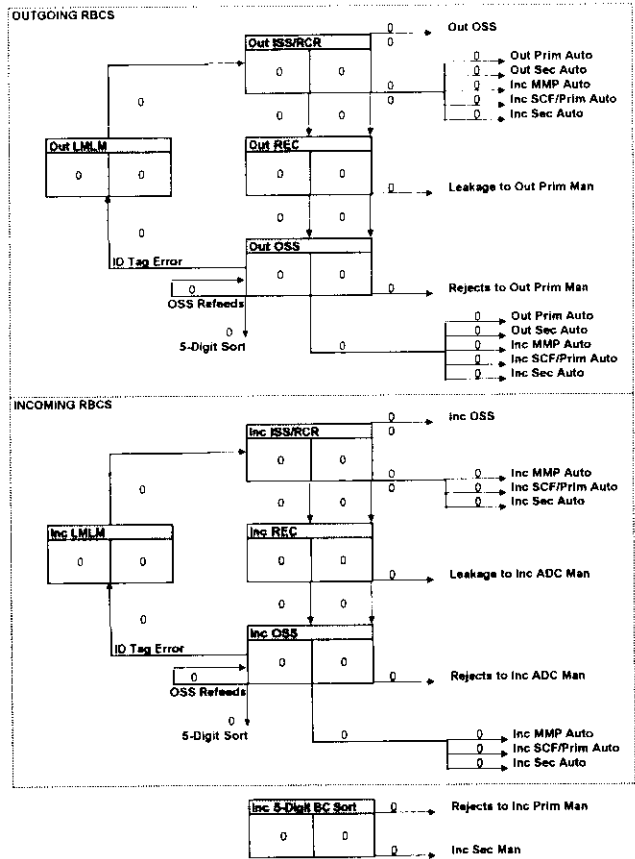 OUTGOING RBCS
0 Out OSS
Out ISS/RCR 0
0 0
0 Out Prim Auto
0 Out Sec Auto
0 0 Inc MMP Auto
0 0 Inc SCF/Prim Auto
0 Inc Sec Auto
0
0 0
Out LMLM
0 0
Out REC
0 0
0 Leakage to Out Prim Man
0
0 0
ID Tag Error
Out OSS
0 0
0
OSS Refeeds
0 Rejects to Out Prim Man
0
5-Digit Sort
0
0 Out Prim Auto
0 Out Sec Auto
0 Inc MMP Auto
0 Inc SCF/Prim Auto
0 Inc Sec Auto
INCOMING RBCS
0 Inc OSS
Inc ISS/RCR 0
0 0
0 0 Inc MMP Auto
0 0 Inc SCF/Prim Auto
0 Inc Sec Auto
0
0 0
Inc LMLM
0 0
Inc REC
0 0
0 Leakage to Inc ADC Man
0
0 0
ID Tag Error
Inc OSS
0 0
0
OSS Refeeds
0 Rejects to Inc ADC Man
0
5-Digit Sort
0
0 Inc MMP Auto
0 Inc SCF/Prim Auto
0 Inc Sec Auto
Inc 5-Digit BC Sort
0 Rejects to Inc Prim Man
0 0
0 Inc Sec Man